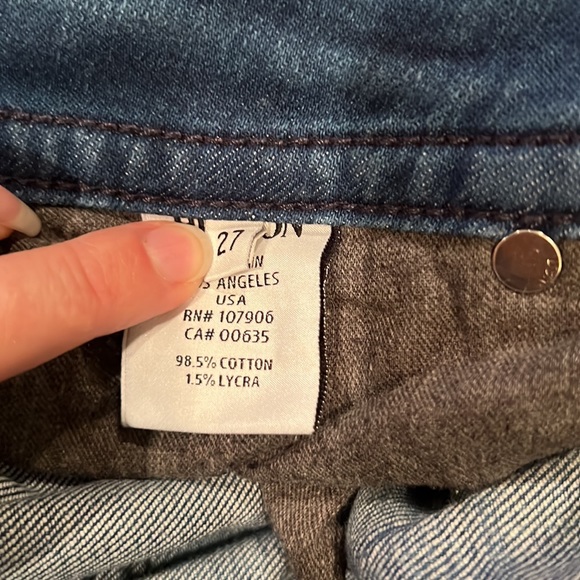 27
ANGELES
USA
RN# 107906
CA# 00635
98.5% COTTON
1.5% LYCRA